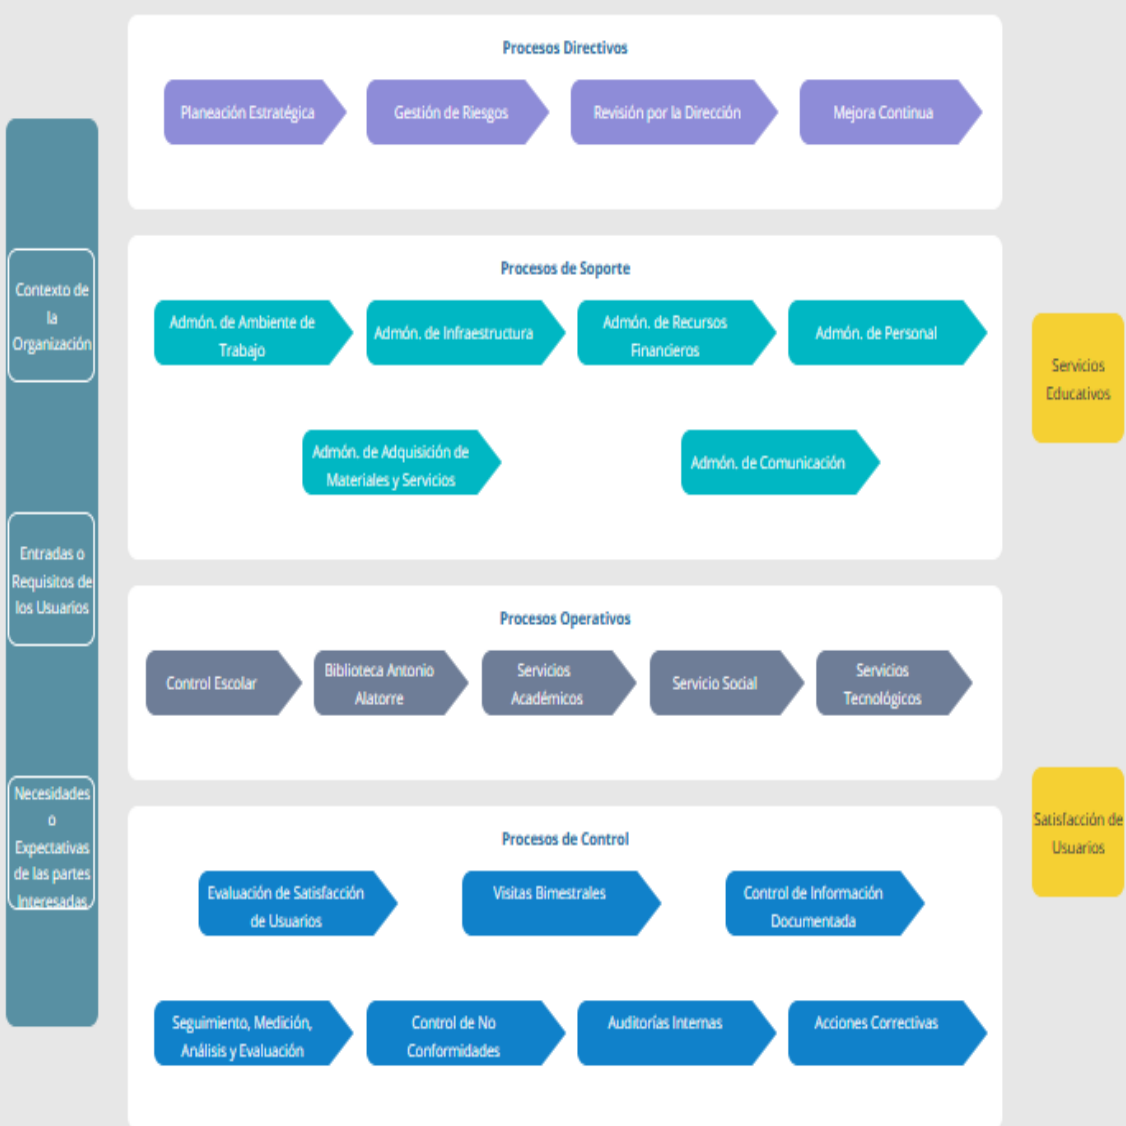 Procesos Directivos
Planeación Estratégica
Gestión de Riesgos
Revisión por la Dirección
Mejora Continua
Contexto de
la
Organización
Entradas o
Requisitos de
los Usuarios
Necesidades
o
Expectativas
de las partes
Interesadas
Procesos de Soporte
Admón. de Ambiente de
Trabajo
Admón. de Infraestructura
Admón. de Recursos
Financieros
Admón. de Personal
Admón. de Adquisición de
Materiales y Servicios
Admón. de Comunicación
Procesos Operativos
Control Escolar
Biblioteca Antonio
Alatorre
Servicios
Académicos
Servicio Social
Servicios
Tecnológicos
Procesos de Control
Evaluación de Satisfacción
de Usuarios
Visitas Bimestrales
Control de Información
Documentada
Seguimiento, Medición,
Análisis y Evaluación
Control de No
Conformidades
Auditorías Internas
Acciones Correctivas
Servicios
Educativos
Satisfacción de
Usuarios